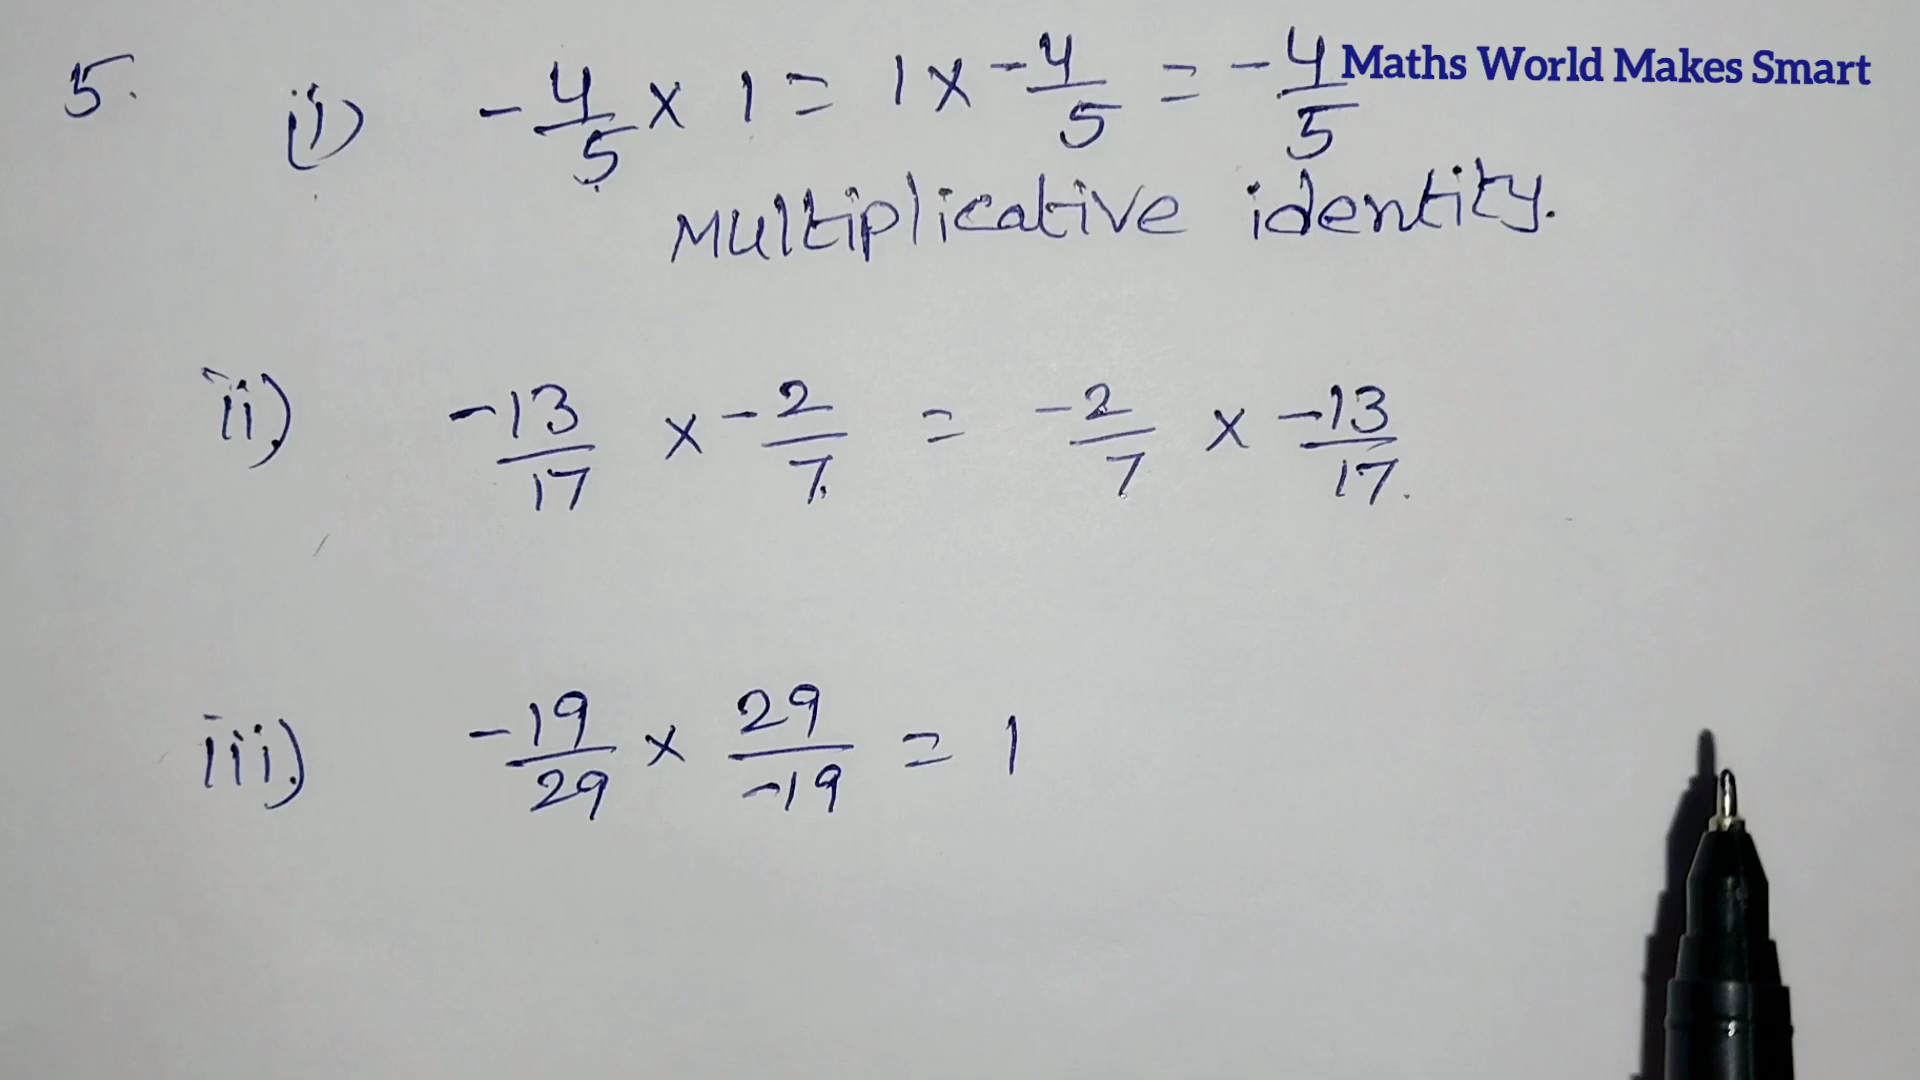 Maths World Makes Smart
5. i) -4/5 × 1 = 1 × -4/5 = -4/5
Multiplicative identity.
ii) -13/17 × -2/7 = -2/7 × -13/17.
iii) -19/29 × 29/-19 = 1